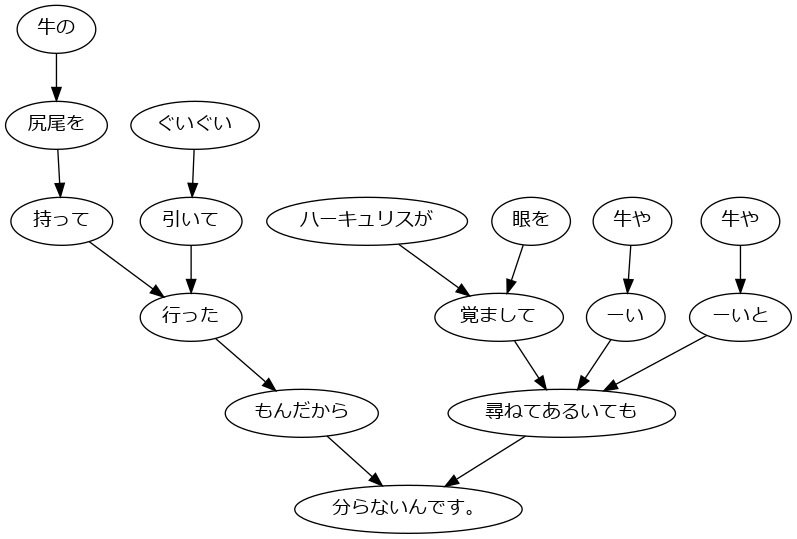 牛の
尻尾を
ぐいぐい
持って
引いて
ハーキュリスが
眼を
牛や
牛や
行った
覚まして
ーい
ーいと
もんだから
尋ねてあるいても
分らないんです。